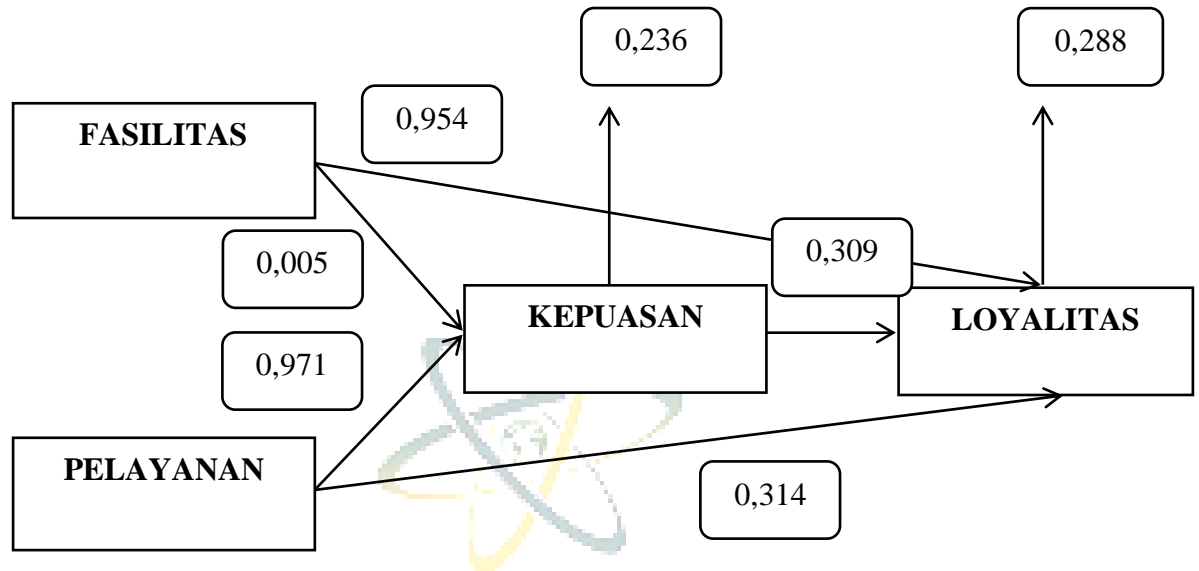 0,236
0,288
FASILITAS
0,954
0,005
0,309
KEPUASAN
LOYALITAS
0,971
PELAYANAN
0,314